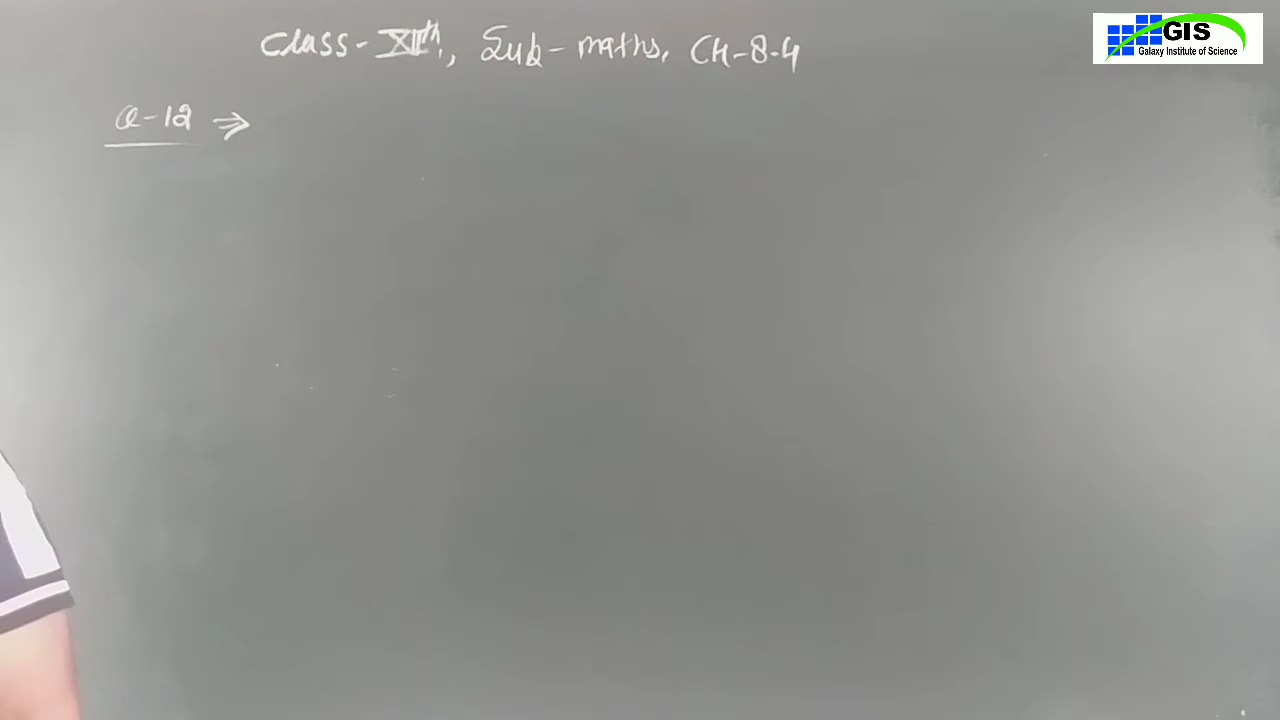 Class-XIIth, Sub-maths, CH-8.4
GIS
Galaxy Institute of Science
Q-12 ⇒